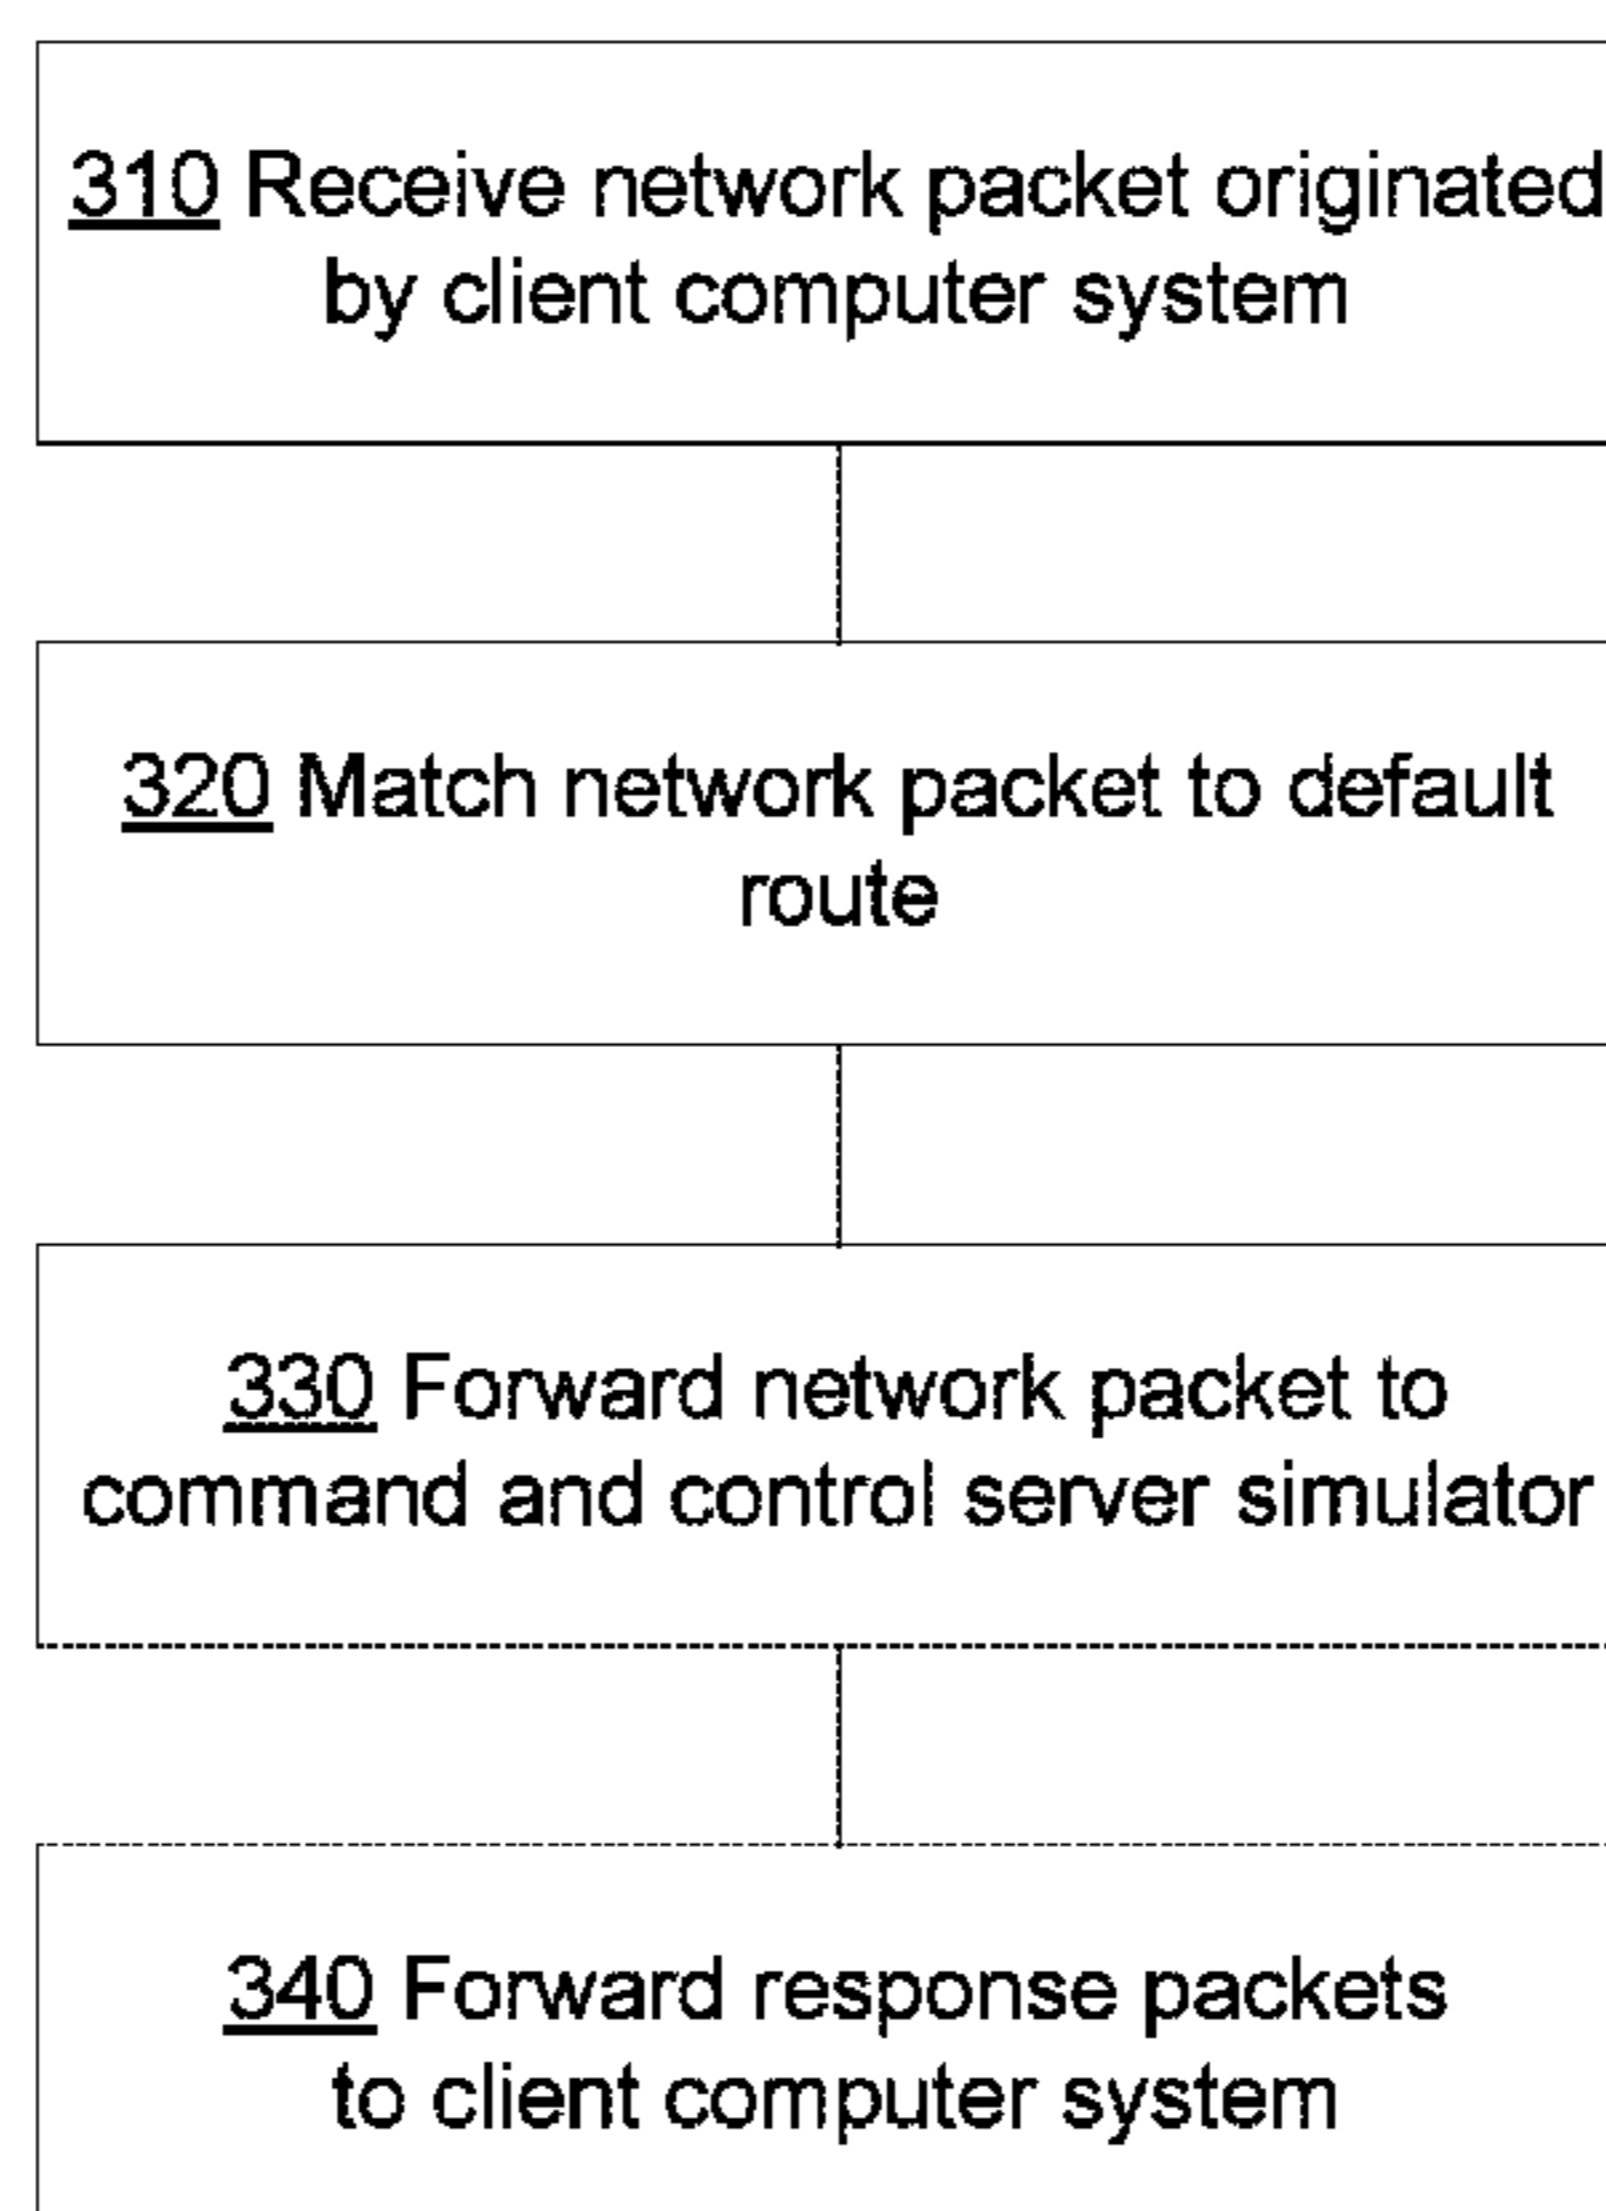 310 Receive network packet originated
by client computer system
320 Match network packet to default
route
330 Forward network packet to
command and control server simulator
340 Forward response packets
to client computer system